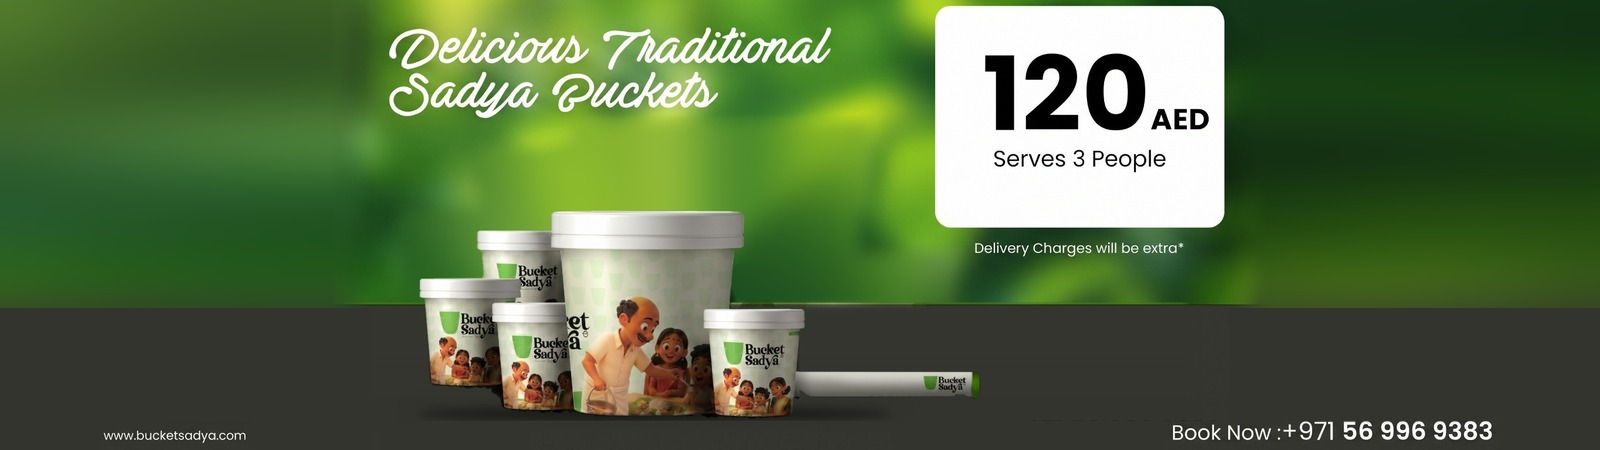 Delicious Traditional
Sadya Buckets
120 AED
Serves 3 People
Delivery Charges will be extra*
Bucket
Sadya
Bucket
Sadya
Bucket
Sadya
Bucket
Sadya
Bucket
Sadya
www.bucketsadya.com
Book Now :+971 56 996 9383